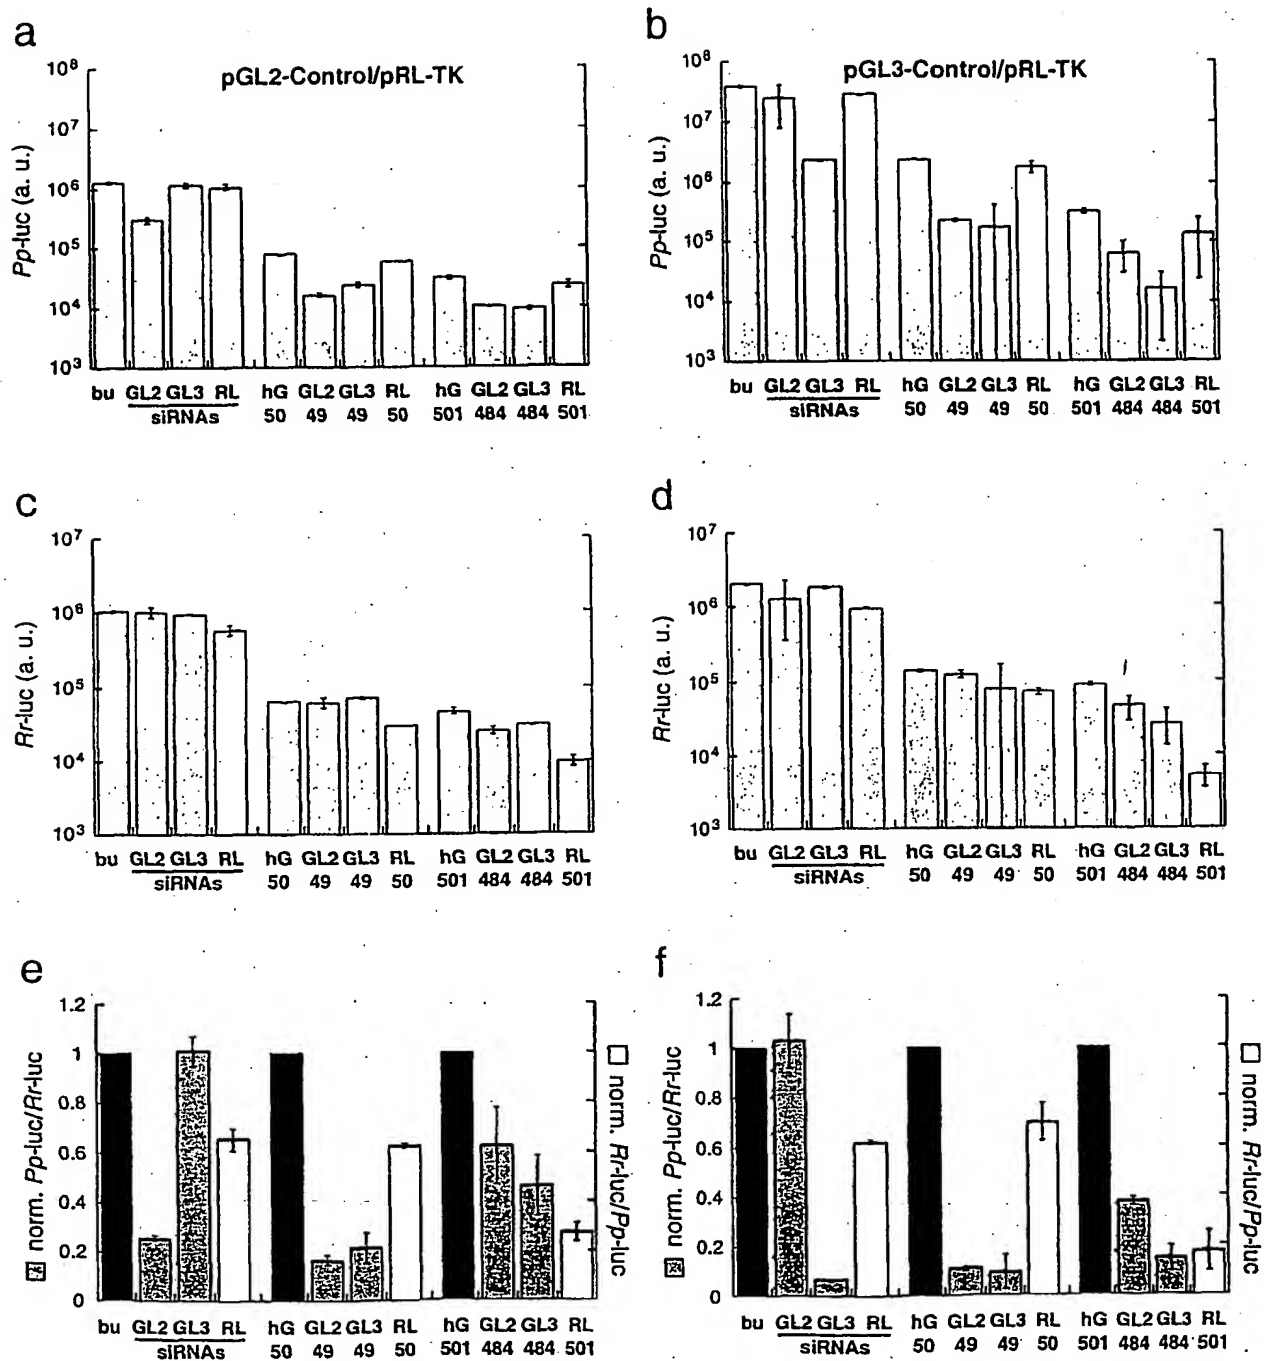 a
pGL2-Control/pRL-TK
Pp-luc (a. u.)
10⁸
10⁷
10⁶
10⁵
10⁴
10³
bu GL2 GL3 RL hG GL2 GL3 RL hG GL2 GL3 RL
siRNAs 50 49 49 50 501 484 484 501
b
pGL3-Control/pRL-TK
Pp-luc (a. u.)
10⁸
10⁷
10⁶
10⁵
10⁴
10³
bu GL2 GL3 RL hG GL2 GL3 RL hG GL2 GL3 RL
siRNAs 50 49 49 50 501 484 484 501
c
Rr-luc (a. u.)
10⁷
10⁶
10⁵
10⁴
10³
bu GL2 GL3 RL hG GL2 GL3 RL hG GL2 GL3 RL
siRNAs 50 49 49 50 501 484 484 501
d
Rr-luc (a. u.)
10⁷
10⁶
10⁵
10⁴
10³
bu GL2 GL3 RL hG GL2 GL3 RL hG GL2 GL3 RL
siRNAs 50 49 49 50 501 484 484 501
e
norm. Pp-luc/Rr-luc
1.2
1
0.8
0.6
0.4
0.2
0
norm. Rr-luc/Pp-luc
bu GL2 GL3 RL hG GL2 GL3 RL hG GL2 GL3 RL
siRNAs 50 49 49 50 501 484 484 501
f
norm. Pp-luc/Rr-luc
1.2
1
0.8
0.6
0.4
0.2
0
norm. Rr-luc/Pp-luc
bu GL2 GL3 RL hG GL2 GL3 RL hG GL2 GL3 RL
siRNAs 50 49 49 50 501 484 484 501